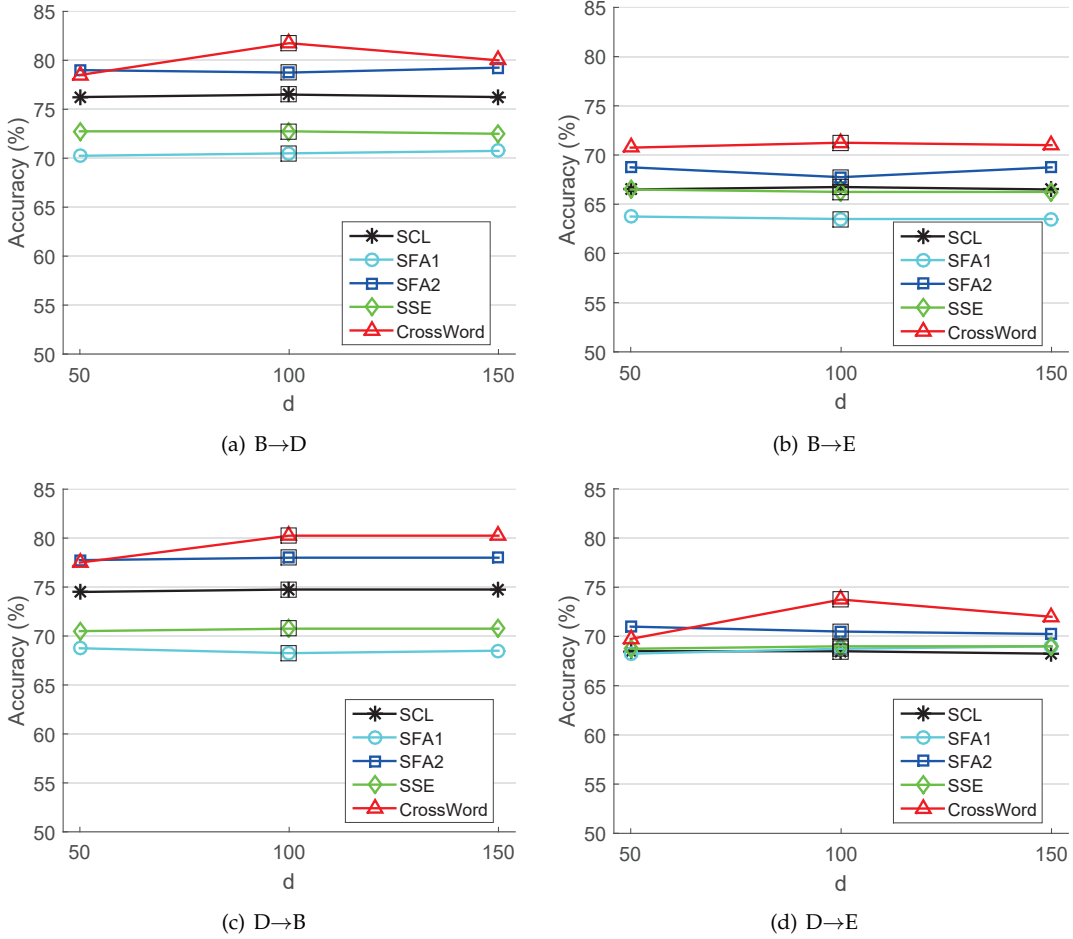 85
80
75
70
65
60
55
50
Accuracy (%)
SCL
SFA1
SFA2
SSE
CrossWord
50
100
150
d
(a) B→D
85
80
75
70
65
60
55
50
Accuracy (%)
SCL
SFA1
SFA2
SSE
CrossWord
50
100
150
d
(b) B→E
85
80
75
70
65
60
55
50
Accuracy (%)
SCL
SFA1
SFA2
SSE
CrossWord
50
100
150
d
(c) D→B
85
80
75
70
65
60
55
50
Accuracy (%)
SCL
SFA1
SFA2
SSE
CrossWord
50
100
150
d
(d) D→E